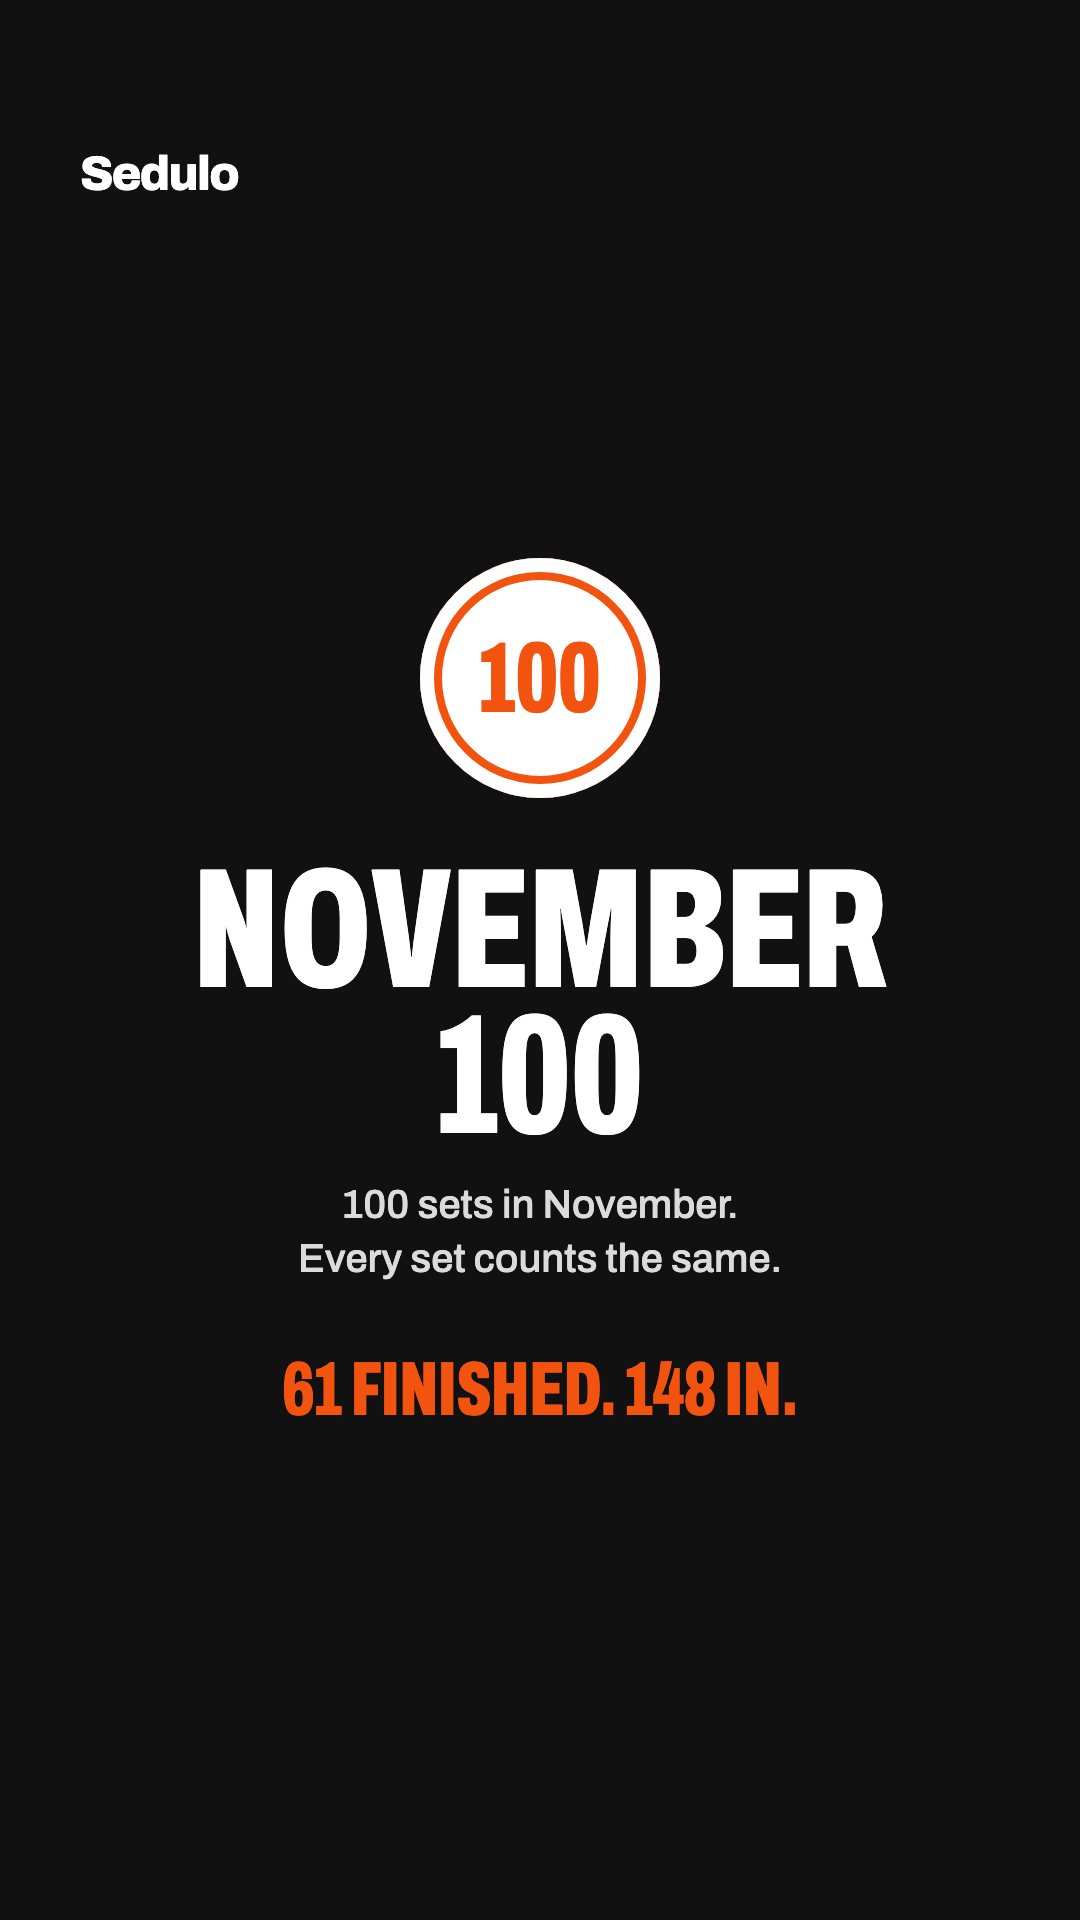 Sedulo
100
NOVEMBER
100
100 sets in November.
Every set counts the same.
61 FINISHED. 148 IN.